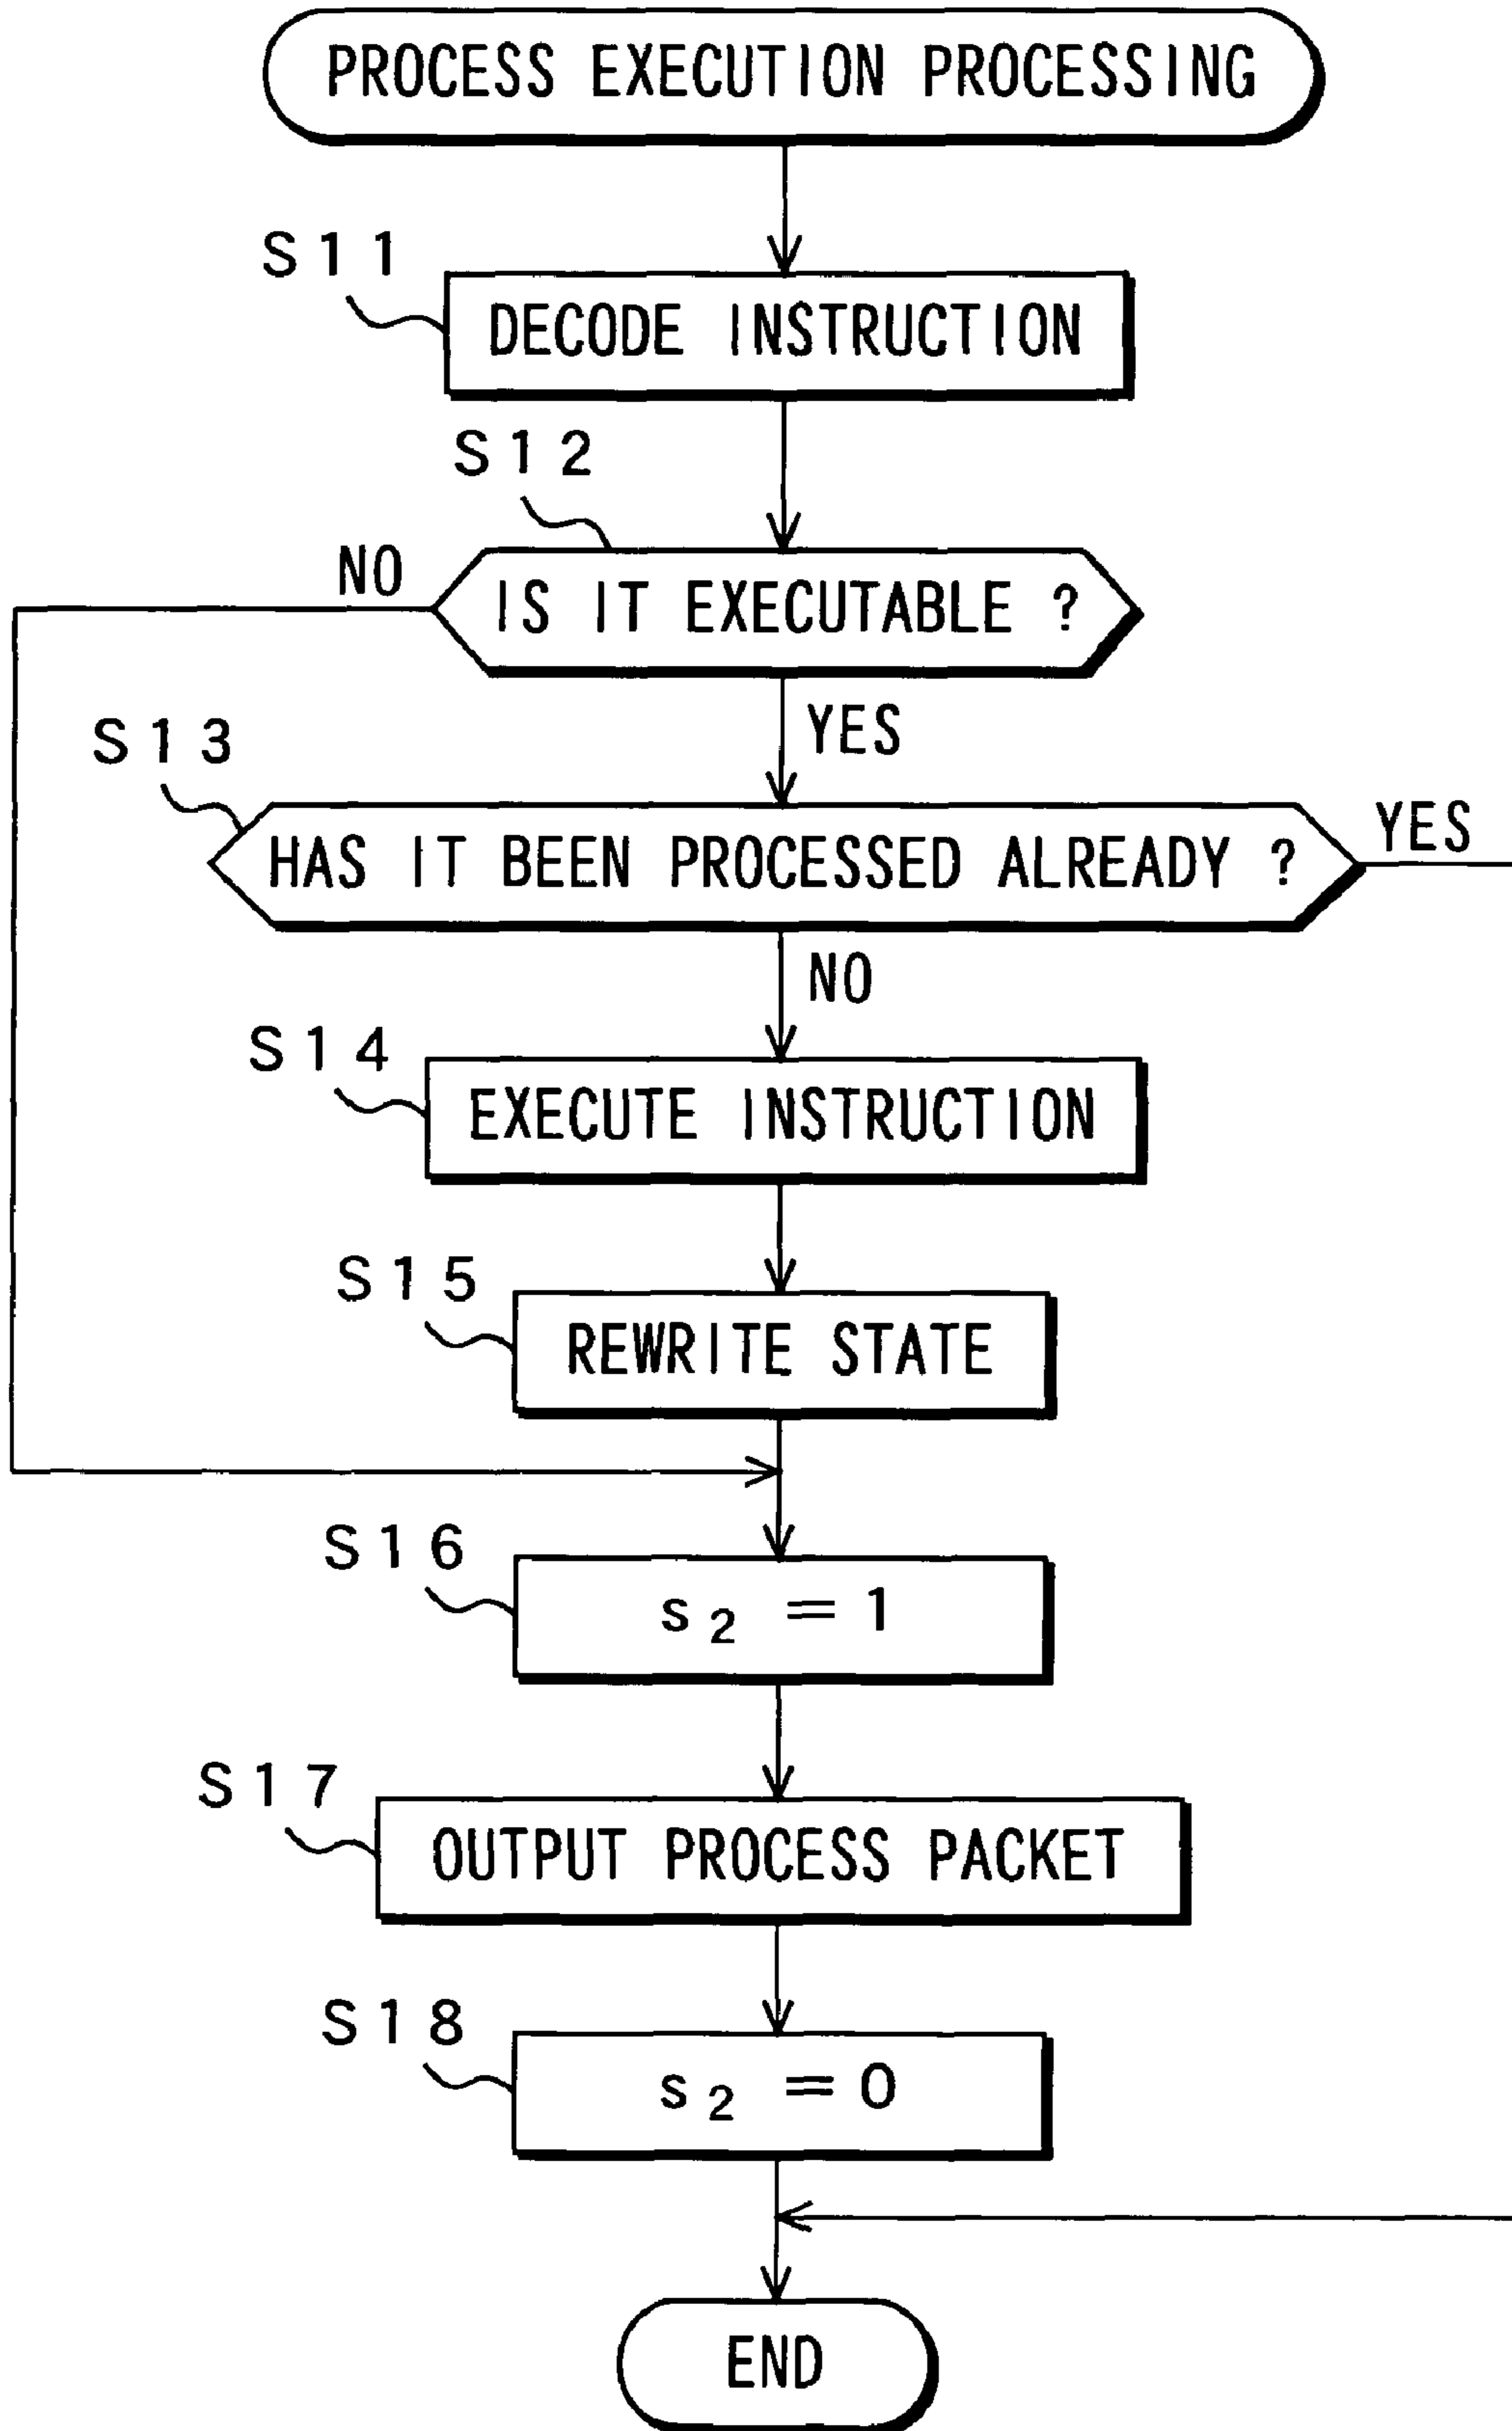 PROCESS EXECUTION PROCESSING
S11
DECODE INSTRUCTION
S12
NO
IS IT EXECUTABLE ?
YES
S13
HAS IT BEEN PROCESSED ALREADY ?
YES
NO
S14
EXECUTE INSTRUCTION
S15
REWRITE STATE
S16
s₂ = 1
S17
OUTPUT PROCESS PACKET
S18
s₂ = 0
END